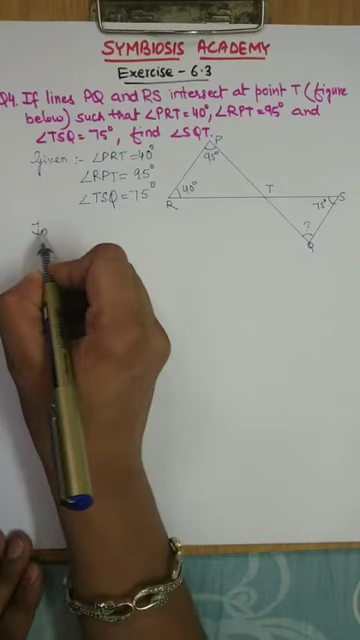 SYMBIOSIS ACADEMY
Exercise - 6.3
Q4. If lines PQ and RS intersect at point T (figure
below) such that ∠PRT = 40°, ∠RPT = 95° and
∠TSQ = 75°, find ∠SQT.
Given :- ∠PRT = 40°
∠RPT = 95°
∠TSQ = 75°
P
95°
T
S
40°
75°
R
?
Q
In